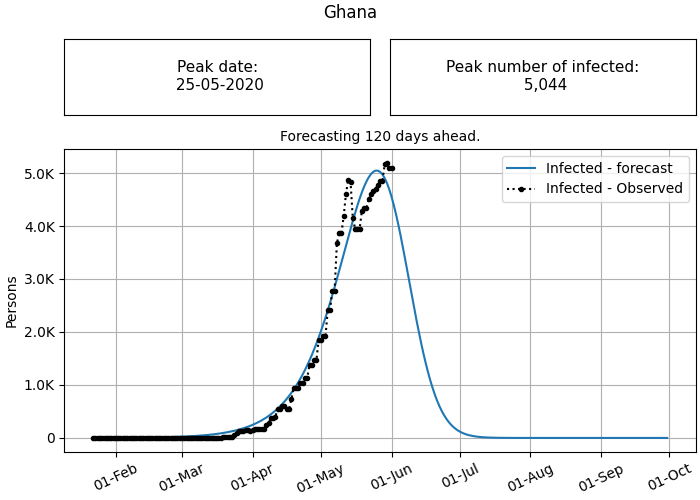 Ghana
Peak date:
25-05-2020
Peak number of infected:
5,044
Forecasting 120 days ahead.
Infected - forecast
Infected - Observed
Persons
5.0K
4.0K
3.0K
2.0K
1.0K
0
01-Feb
01-Mar
01-Apr
01-May
01-Jun
01-Jul
01-Aug
01-Sep
01-Oct